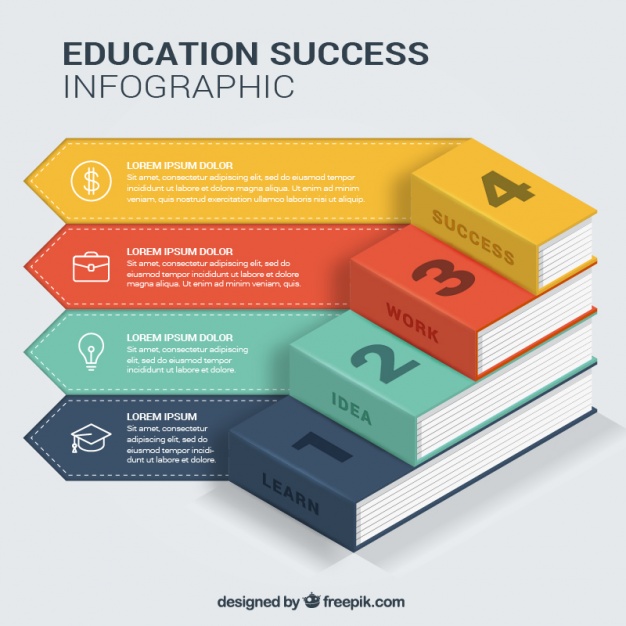 EDUCATION SUCCESS
INFOGRAPHIC
LOREM IPSUM DOLOR
Sit amet, consectetur adipiscing, sed do eiusmod tempor
incididunt ut labore et dolore magna aliqua. Ut enim ad minim
veniam, quis nostrud exercitation ullamco laboris nisi ut aliquip.
4
SUCCESS
LOREM IPSUM DOLOR
Sit amet, consectetur adipiscing
eiusmod tempor incididunt ut labore et dolore
magna aliqua. Ut enim ad minim veniam, quis.
3
WORK
LOREM IPSUM DOLOR
Sit amet, consectetur adipiscing
elit, sed do eiusmod tempor
incididunt ut labore et dolore.
2
IDEA
LOREM IPSUM
Sit amet, consectetur
adipiscing elit, sed do
eiusmod tempor incidi-
dunt ut labore et dolore.
1
LEARN
designed by freepik.com